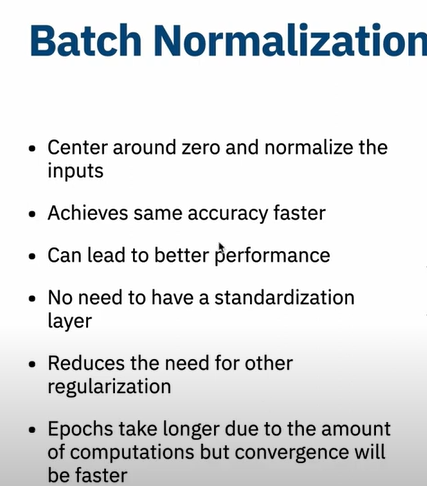 Batch Normalization
• Center around zero and normalize the
inputs
• Achieves same accuracy faster
• Can lead to better performance
• No need to have a standardization
layer
• Reduces the need for other
regularization
• Epochs take longer due to the amount
of computations but convergence will
be faster